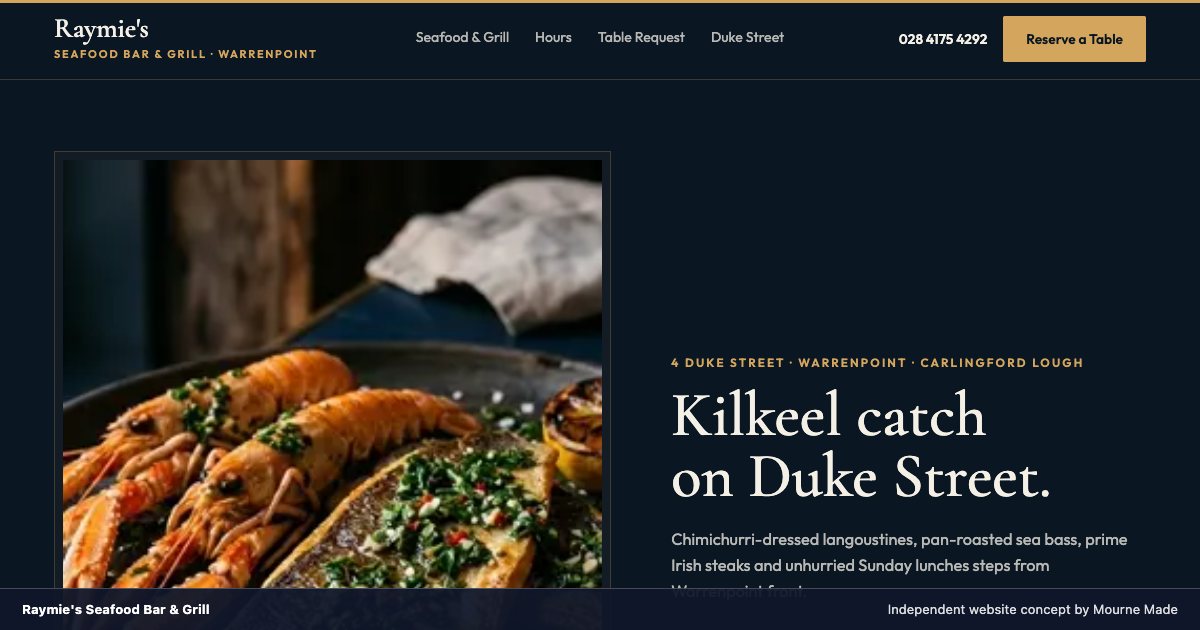 Raymie's
SEAFOOD BAR & GRILL · WARRENPOINT
Seafood & Grill
Hours
Table Request
Duke Street
028 4175 4292
Reserve a Table
4 DUKE STREET · WARRENPOINT · CARLINGFORD LOUGH
Kilkeel catch
on Duke Street.
Chimichurri-dressed langoustines, pan-roasted sea bass, prime
Irish steaks and unhurried Sunday lunches steps from
Warrenpoint front.
Raymie's Seafood Bar & Grill
Independent website concept by Mourne Made